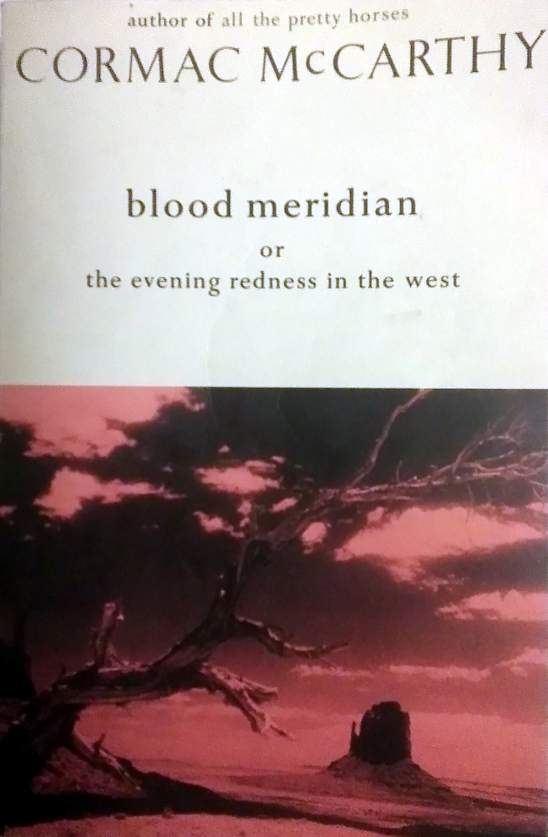 author of all the pretty horses
CORMAC McCARTHY
blood meridian
or
the evening redness in the west